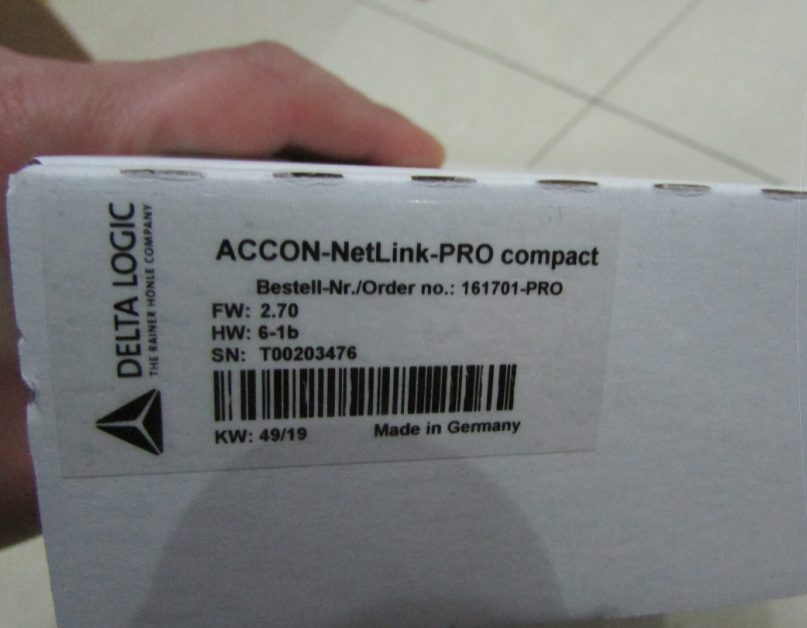 DELTA LOGIC
THE RAINER HÖNLE COMPANY
ACCON-NetLink-PRO compact
Bestell-Nr./Order no.: 161701-PRO
FW: 2.70
HW: 6-1b
SN: T00203476
KW: 49/19 Made in Germany